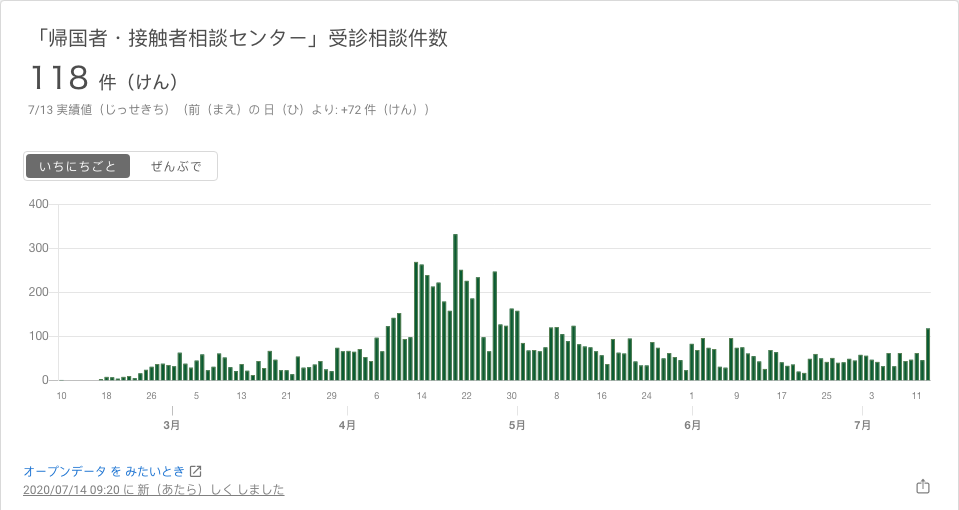 「帰国者・接触者相談センター」受診相談件数
118 件（けん）
7/13 実績値（じっせきち）（前（まえ）の 日（ひ）より: +72 件（けん））
いちにちごと ぜんぶで
400
300
200
100
0
10 18 26 5 13 21 29 6 14 22 30 8 16 24 1 9 17 25 3 11
3月 4月 5月 6月 7月
オープンデータ を みたいとき
2020/07/14 09:20 に 新（あたら）しく しました